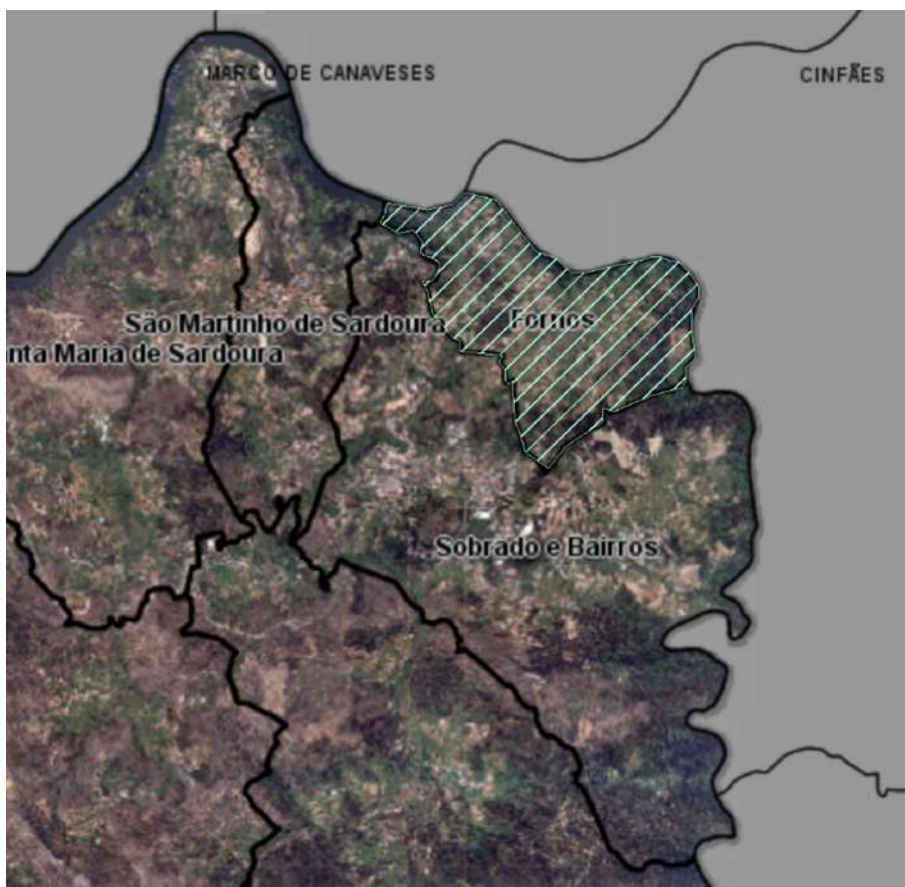 MARCO DE CANAVESES
CINFÃES
São Martinho de Sardoura
Fornos
nta Maria de Sardoura
Sobrado e Bairros